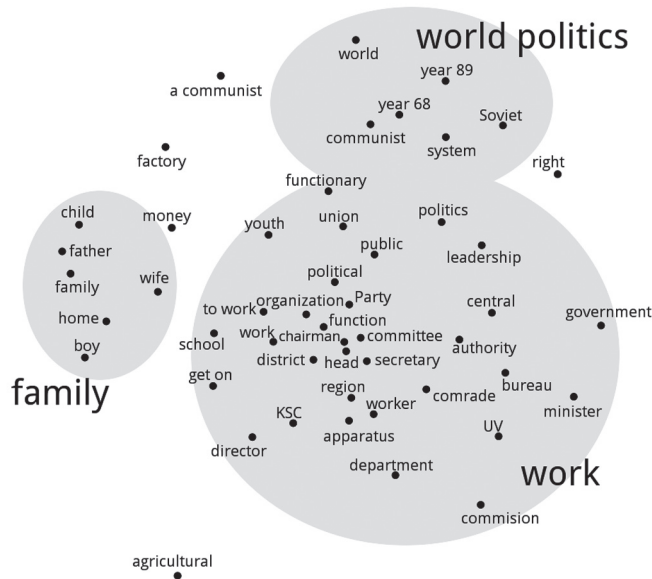 world politics
world
year 89
a communist
year 68
Soviet
communist
system
factory
right
functionary
child
money
youth
union
politics
public
father
leadership
family
wife
political
to work
organization
Party
central
home
function
government
school
work
chairman
committee
authority
boy
district
head
secretary
get on
region
bureau
family
comrade
worker
minister
KSC
UV
director
apparatus
department
work
commision
agricultural